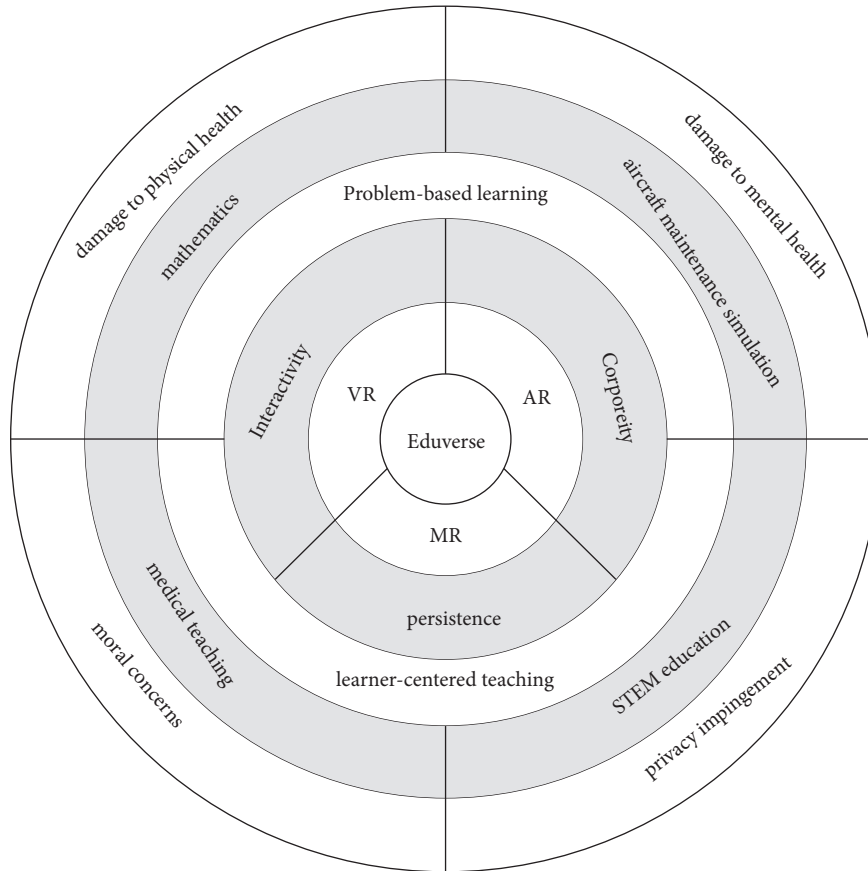 damage to physical health
damage to mental health
mathematics
aircraft maintenance simulation
Problem-based learning
Interactivity
Corporeity
VR
AR
Eduverse
MR
persistence
learner-centered teaching
medical teaching
STEM education
moral concerns
privacy impingement